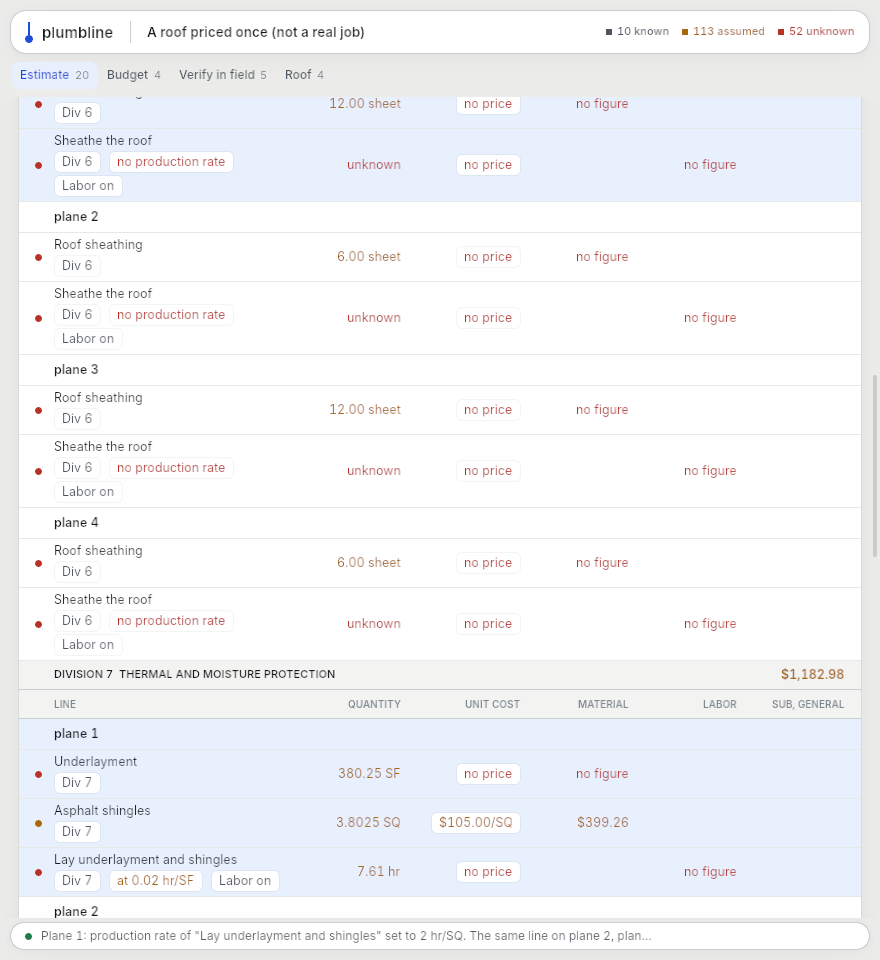 plumbline
A roof priced once (not a real job)
10 known
113 assumed
52 unknown
Estimate 20
Budget 4
Verify in field 5
Roof 4
12.00 sheet no price no figure
Div 6
Sheathe the roof
Div 6 no production rate
unknown no price no figure
Labor on
plane 2
Roof sheathing
6.00 sheet no price no figure
Div 6
Sheathe the roof
Div 6 no production rate
unknown no price no figure
Labor on
plane 3
Roof sheathing
12.00 sheet no price no figure
Div 6
Sheathe the roof
Div 6 no production rate
unknown no price no figure
Labor on
plane 4
Roof sheathing
6.00 sheet no price no figure
Div 6
Sheathe the roof
Div 6 no production rate
unknown no price no figure
Labor on
DIVISION 7 THERMAL AND MOISTURE PROTECTION $1,182.98
LINE QUANTITY UNIT COST MATERIAL LABOR SUB, GENERAL
plane 1
Underlayment
380.25 SF no price no figure
Div 7
Asphalt shingles
3.8025 SQ $105.00/SQ $399.26
Div 7
Lay underlayment and shingles
7.61 hr no price no figure
Div 7 at 0.02 hr/SF Labor on
plane 2
Plane 1: production rate of "Lay underlayment and shingles" set to 2 hr/SQ. The same line on plane 2, plan...